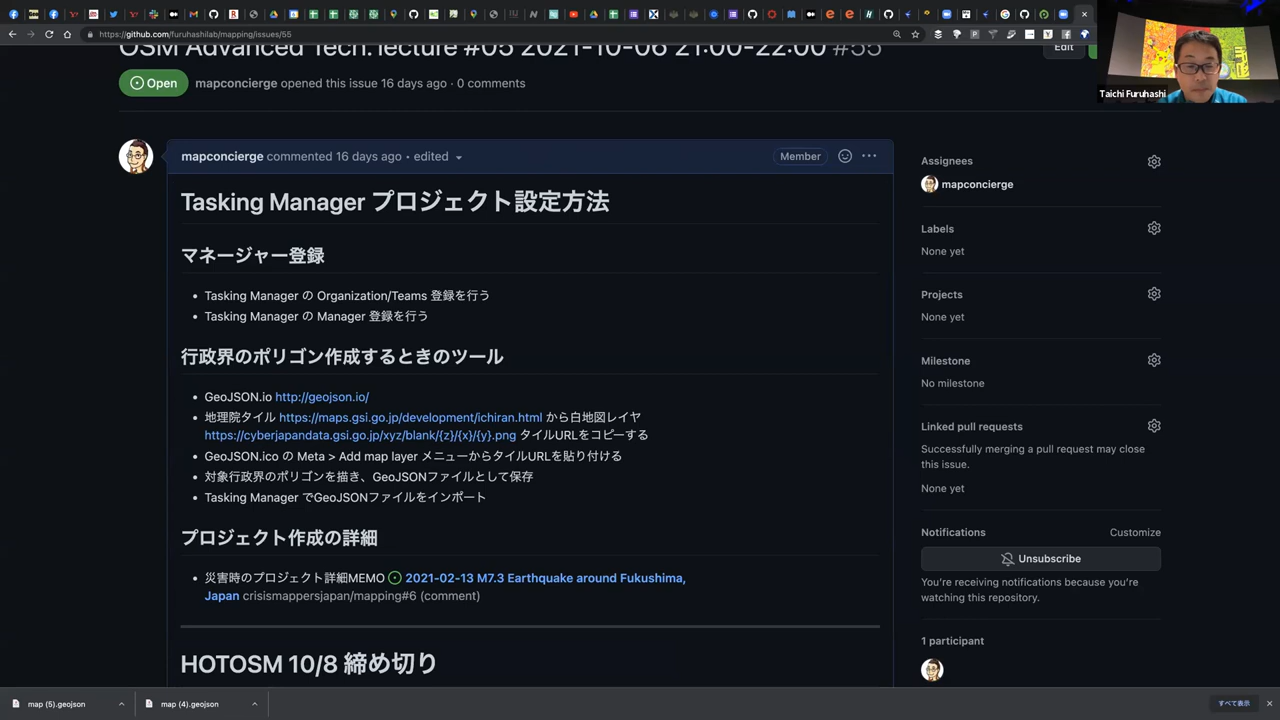 https://github.com/furuhashilab/mapping/issues/55
OSM Advanced Tech. lecture #05 2021-10-06 21:00-22:00 #55
Edit
Open
mapconcierge opened this issue 16 days ago · 0 comments
Taichi Furuhashi
mapconcierge commented 16 days ago • edited
Member
Tasking Manager プロジェクト設定方法
マネージャー登録
Tasking Manager の Organization/Teams 登録を行う
Tasking Manager の Manager 登録を行う
行政界のポリゴン作成するときのツール
GeoJSON.io http://geojson.io/
地理院タイル https://maps.gsi.go.jp/development/ichiran.html から白地図レイヤ
https://cyberjapandata.gsi.go.jp/xyz/blank/{z}/{x}/{y}.png タイルURLをコピーする
GeoJSON.ico の Meta > Add map layer メニューからタイルURLを貼り付ける
対象行政界のポリゴンを描き、GeoJSONファイルとして保存
Tasking Manager でGeoJSONファイルをインポート
プロジェクト作成の詳細
災害時のプロジェクト詳細MEMO 2021-02-13 M7.3 Earthquake around Fukushima,
Japan crisismappersjapan/mapping#6 (comment)
HOTOSM 10/8 締め切り
Assignees
mapconcierge
Labels
None yet
Projects
None yet
Milestone
No milestone
Linked pull requests
Successfully merging a pull request may close
this issue.
None yet
Notifications
Customize
Unsubscribe
You're receiving notifications because you're
watching this repository.
1 participant
map (5).geojson
map (4).geojson
すべて表示